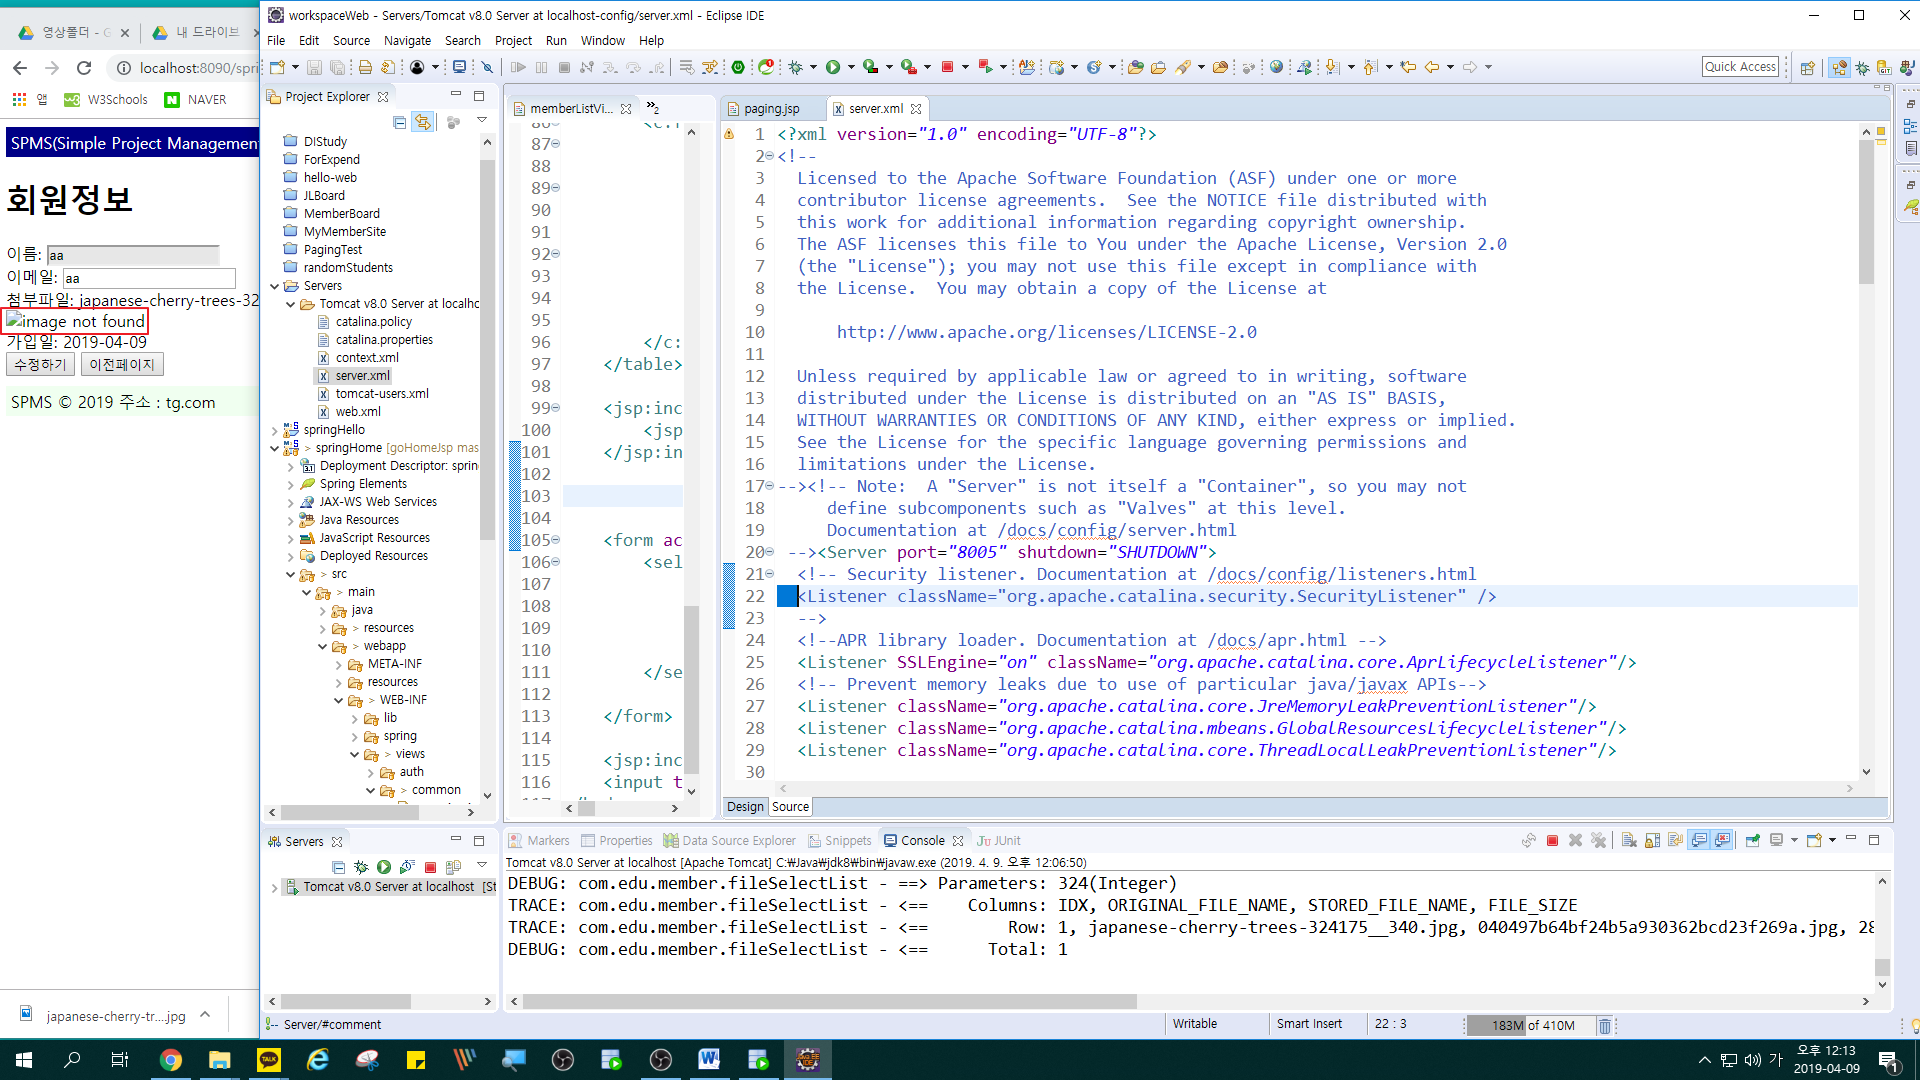 영상폴더 - G
내 드라이브
localhost:8090/spri
앱
W3Schools
NAVER
SPMS(Simple Project Management
회원정보
이름: aa
이메일: aa
첨부파일: japanese-cherry-trees-32
image not found
가입일: 2019-04-09
수정하기
이전페이지
SPMS © 2019 주소 : tg.com
japanese-cherry-tr....jpg
workspaceWeb - Servers/Tomcat v8.0 Server at localhost-config/server.xml - Eclipse IDE
File Edit Source Navigate Search Project Run Window Help
Quick Access
Project Explorer
DIStudy
ForExpend
hello-web
JLBoard
MemberBoard
MyMemberSite
PagingTest
randomStudents
Servers
Tomcat v8.0 Server at localhc
catalina.policy
catalina.properties
context.xml
server.xml
tomcat-users.xml
web.xml
springHello
> springHome [goHomeJsp mas
Deployment Descriptor: sprin
Spring Elements
JAX-WS Web Services
Java Resources
JavaScript Resources
Deployed Resources
> src
> main
java
> resources
> webapp
META-INF
resources
> WEB-INF
lib
spring
> views
auth
> common
memberListVi...
»2
87
88
89
90
91
92
93
94
95
96 </c:
97 </table>
98
99 <jsp:inc
100 <jsp
101 </jsp:in
102
103
104
105 <form ac
106 <sel
107
108
109
110
111 </se
112
113 </form>
114
115 <jsp:inc
116 <input t
paging.jsp
server.xml
1 <?xml version="1.0" encoding="UTF-8"?>
2 <!--
3 Licensed to the Apache Software Foundation (ASF) under one or more
4 contributor license agreements.  See the NOTICE file distributed with
5 this work for additional information regarding copyright ownership.
6 The ASF licenses this file to You under the Apache License, Version 2.0
7 (the "License"); you may not use this file except in compliance with
8 the License.  You may obtain a copy of the License at
9
10 http://www.apache.org/licenses/LICENSE-2.0
11
12 Unless required by applicable law or agreed to in writing, software
13 distributed under the License is distributed on an "AS IS" BASIS,
14 WITHOUT WARRANTIES OR CONDITIONS OF ANY KIND, either express or implied.
15 See the License for the specific language governing permissions and
16 limitations under the License.
17 --><!-- Note:  A "Server" is not itself a "Container", so you may not
18 define subcomponents such as "Valves" at this level.
19 Documentation at /docs/config/server.html
20 --><Server port="8005" shutdown="SHUTDOWN">
21 <!-- Security listener. Documentation at /docs/config/listeners.html
22 <Listener className="org.apache.catalina.security.SecurityListener" />
23 -->
24 <!--APR library loader. Documentation at /docs/apr.html -->
25 <Listener SSLEngine="on" className="org.apache.catalina.core.AprLifecycleListener"/>
26 <!-- Prevent memory leaks due to use of particular java/javax APIs-->
27 <Listener className="org.apache.catalina.core.JreMemoryLeakPreventionListener"/>
28 <Listener className="org.apache.catalina.mbeans.GlobalResourcesLifecycleListener"/>
29 <Listener className="org.apache.catalina.core.ThreadLocalLeakPreventionListener"/>
30
Design Source
Servers
Tomcat v8.0 Server at localhost [St
Markers Properties Data Source Explorer Snippets Console JUnit
Tomcat v8.0 Server at localhost [Apache Tomcat] C:₩Java₩jdk8₩bin₩javaw.exe (2019. 4. 9. 오후 12:06:50)
DEBUG: com.edu.member.fileSelectList - ==> Parameters: 324(Integer)
TRACE: com.edu.member.fileSelectList - <==    Columns: IDX, ORIGINAL_FILE_NAME, STORED_FILE_NAME, FILE_SIZE
TRACE: com.edu.member.fileSelectList - <==        Row: 1, japanese-cherry-trees-324175__340.jpg, 040497b64bf24b5a930362bcd23f269a.jpg, 28
DEBUG: com.edu.member.fileSelectList - <==      Total: 1
Server/#comment
Writable
Smart Insert
22 : 3
183M of 410M
TALK
가
오후 12:13
2019-04-09
1